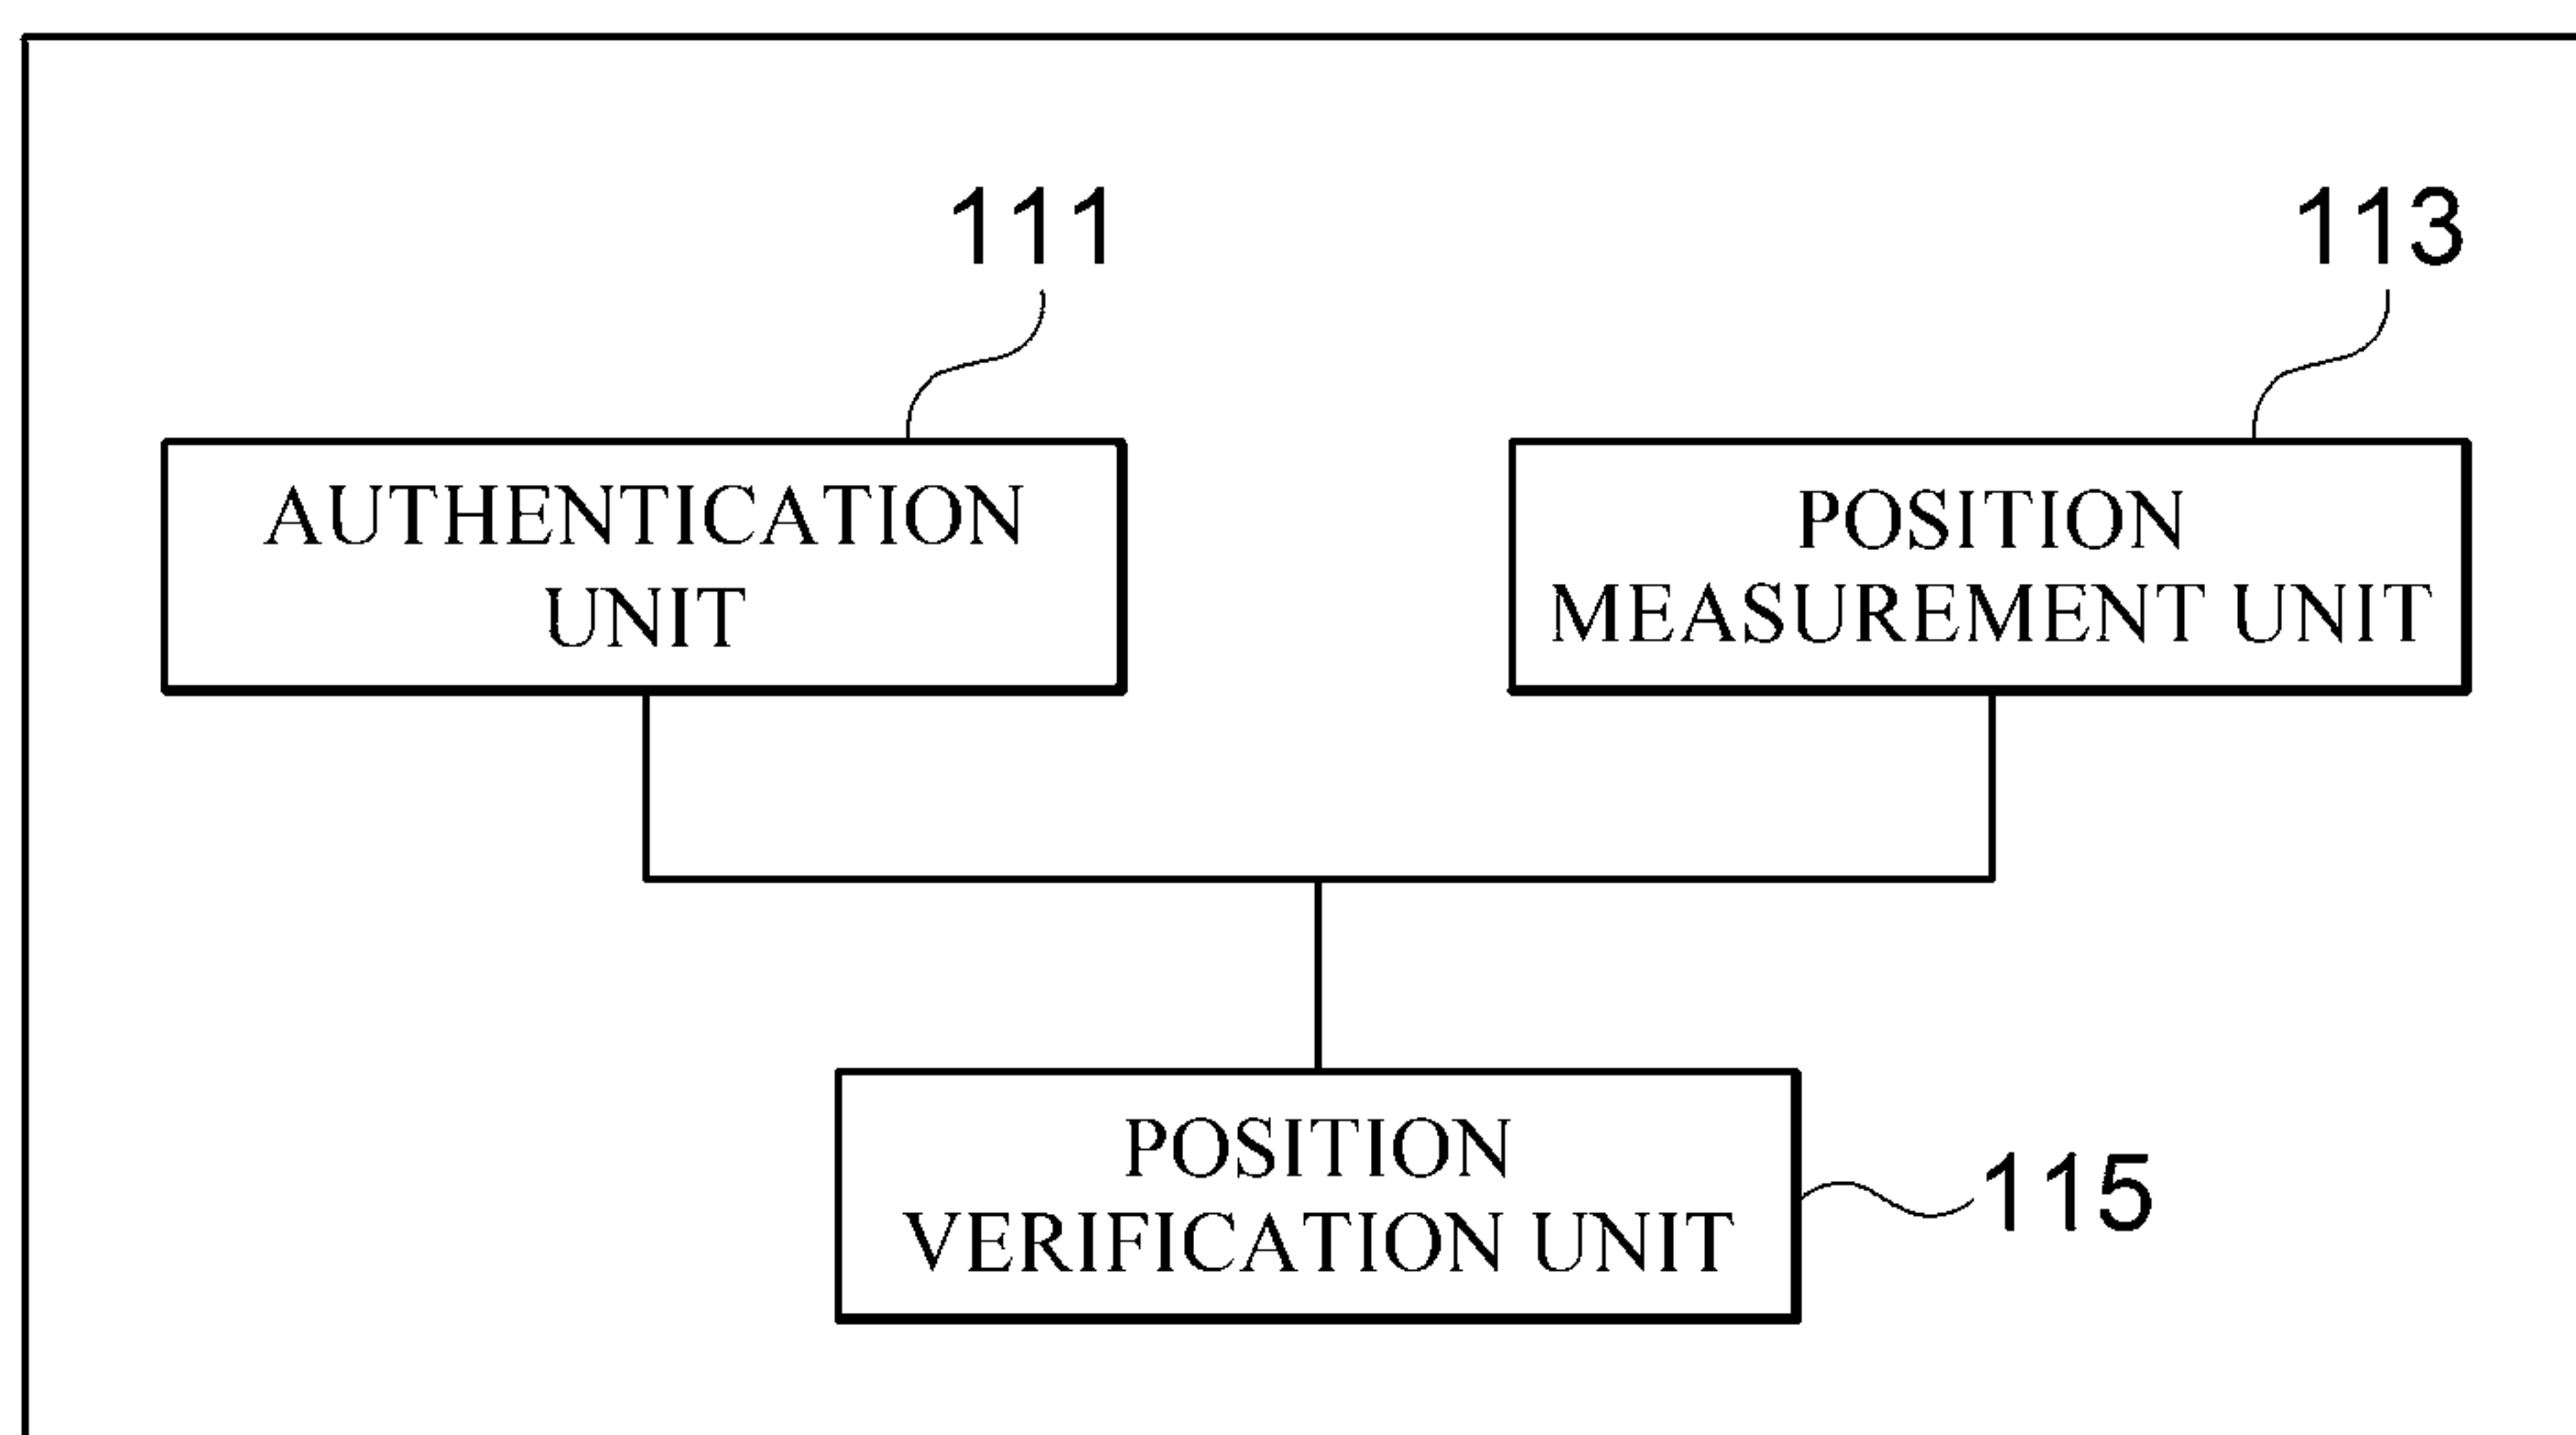 111
113
AUTHENTICATION
UNIT
POSITION
MEASUREMENT UNIT
POSITION
VERIFICATION UNIT
115